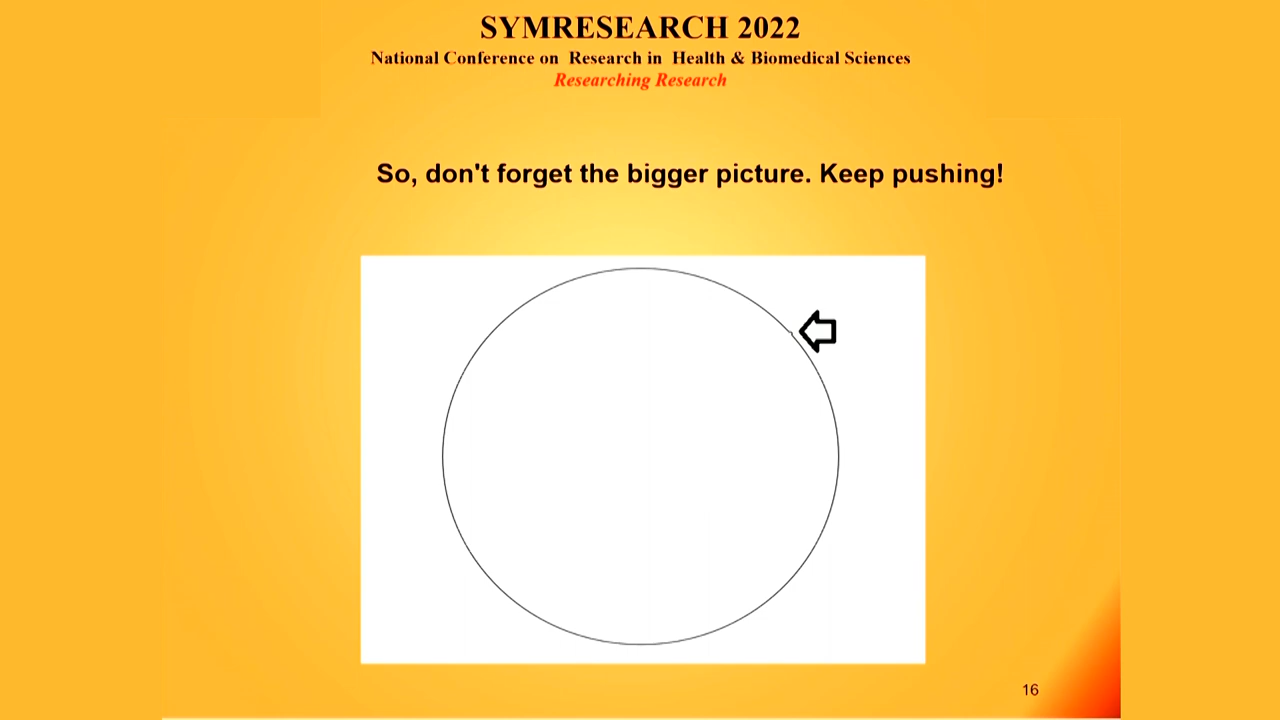 SYMRESEARCH 2022
National Conference on Research in Health & Biomedical Sciences
Researching Research
So, don't forget the bigger picture. Keep pushing!
16